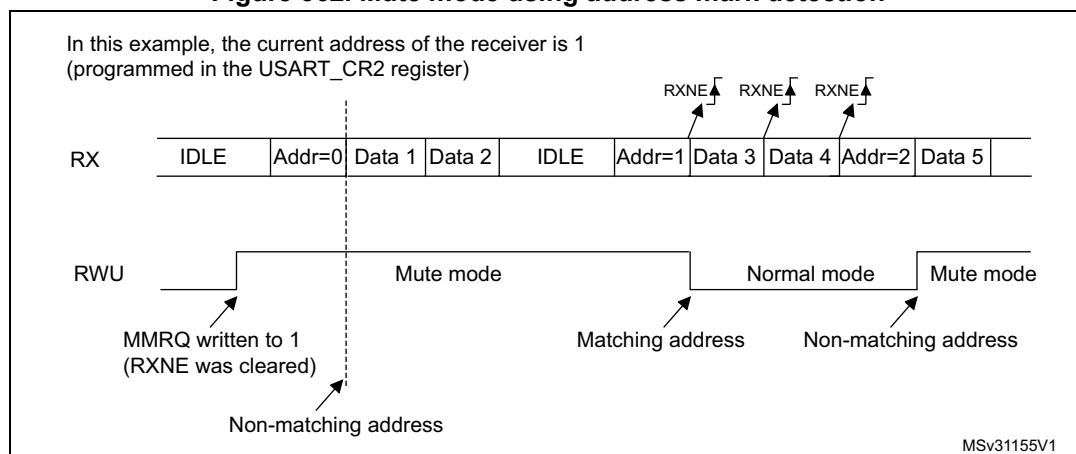 In this example, the current address of the receiver is 1
(programmed in the USART_CR2 register)
RXNE RXNE RXNE
RX IDLE Addr=0 Data 1 Data 2 IDLE Addr=1 Data 3 Data 4 Addr=2 Data 5
RWU Mute mode Normal mode Mute mode
MMRQ written to 1 Matching address Non-matching address
(RXNE was cleared)
Non-matching address
MSv31155V1